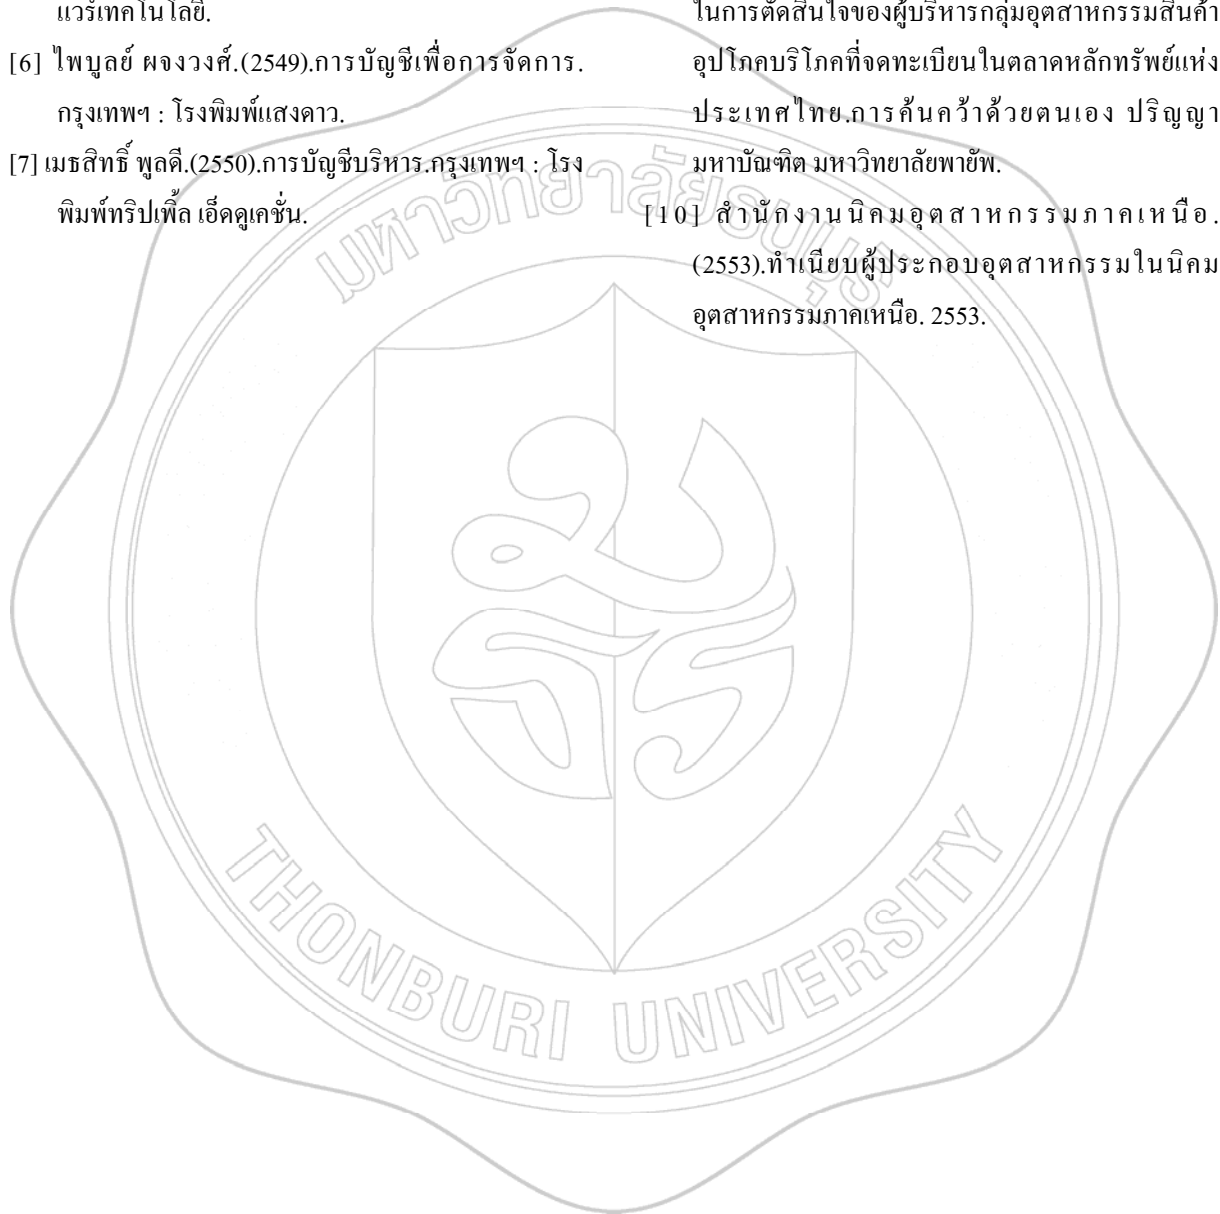 แวร์เทคโนโลยี.
[6] ไพบูลย์ ผจงวงศ์.(2549).การบัญชีเพื่อการจัดการ.
กรุงเทพฯ : โรงพิมพ์แสงดาว.
[7] เมธสิทธิ์ พูลดี.(2550).การบัญชีบริหาร.กรุงเทพฯ : โรง
พิมพ์ทริปเพิ้ล เอ็ดดูเคชั่น.
ในการตัดสินใจของผู้บริหารกลุ่มอุตสาหกรรมสินค้า
อุปโภคบริโภคที่จดทะเบียนในตลาดหลักทรัพย์แห่ง
ประเทศไทย.การค้นคว้าด้วยตนเอง ปริญญา
มหาบัณฑิต มหาวิทยาลัยพายัพ.
[10] สำนักงานนิคมอุตสาหกรรมภาคเหนือ.
(2553).ทำเนียบผู้ประกอบอุตสาหกรรมในนิคม
อุตสาหกรรมภาคเหนือ. 2553.
มหาวิทยาลัยธนบุรี
มธร
THONBURI UNIVERSITY